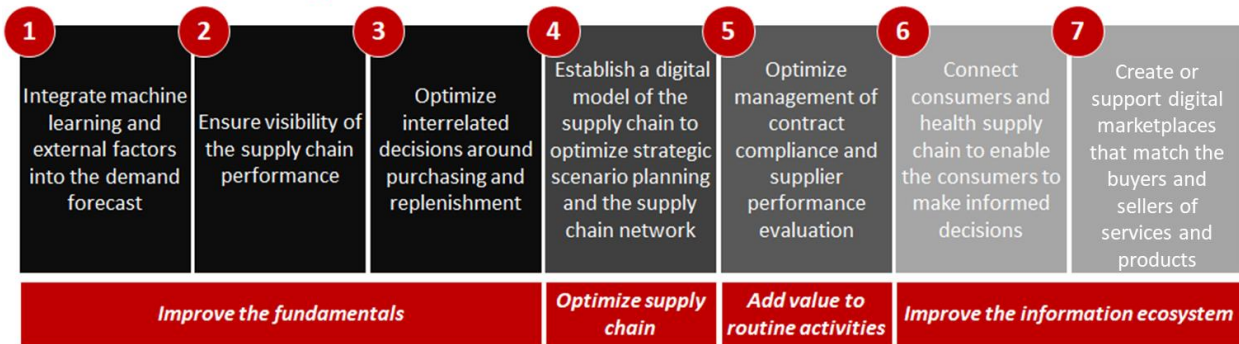 1
Integrate machine
learning and
external factors
into the demand
forecast
2
Ensure visibility of
the supply chain
performance
3
Optimize
interrelated
decisions around
purchasing and
replenishment
4
Establish a digital
model of the
supply chain to
optimize strategic
scenario planning
and the supply
chain network
5
Optimize
management of
contract
compliance and
supplier
performance
evaluation
6
Connect
consumers and
health supply
chain to enable
the consumers to
make informed
decisions
7
Create or
support digital
marketplaces
that match the
buyers and
sellers of
services and
products
Improve the fundamentals
Optimize supply
chain
Add value to
routine activities
Improve the information ecosystem